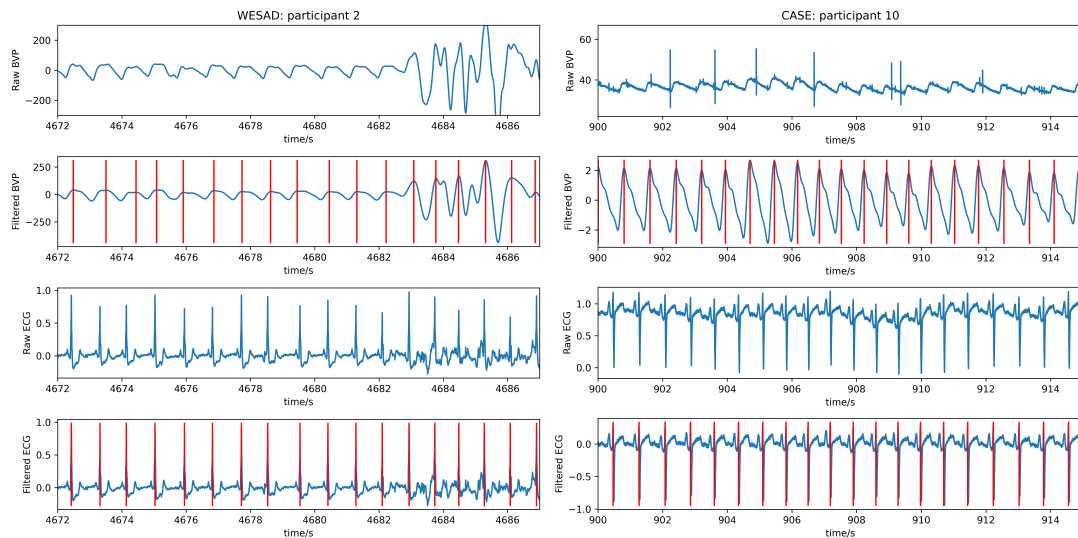 WESAD: participant 2
Raw BVP
200
0
−200
4672 4674 4676 4678 4680 4682 4684 4686
time/s
Filtered BVP
250
0
−250
4672 4674 4676 4678 4680 4682 4684 4686
time/s
Raw ECG
1.0
0.5
0.0
4672 4674 4676 4678 4680 4682 4684 4686
time/s
Filtered ECG
1.0
0.5
0.0
4672 4674 4676 4678 4680 4682 4684 4686
time/s
CASE: participant 10
Raw BVP
60
40
900 902 904 906 908 910 912 914
time/s
Filtered BVP
2
0
−2
900 902 904 906 908 910 912 914
time/s
Raw ECG
1.0
0.5
0.0
900 902 904 906 908 910 912 914
time/s
Filtered ECG
0.0
−0.5
−1.0
900 902 904 906 908 910 912 914
time/s